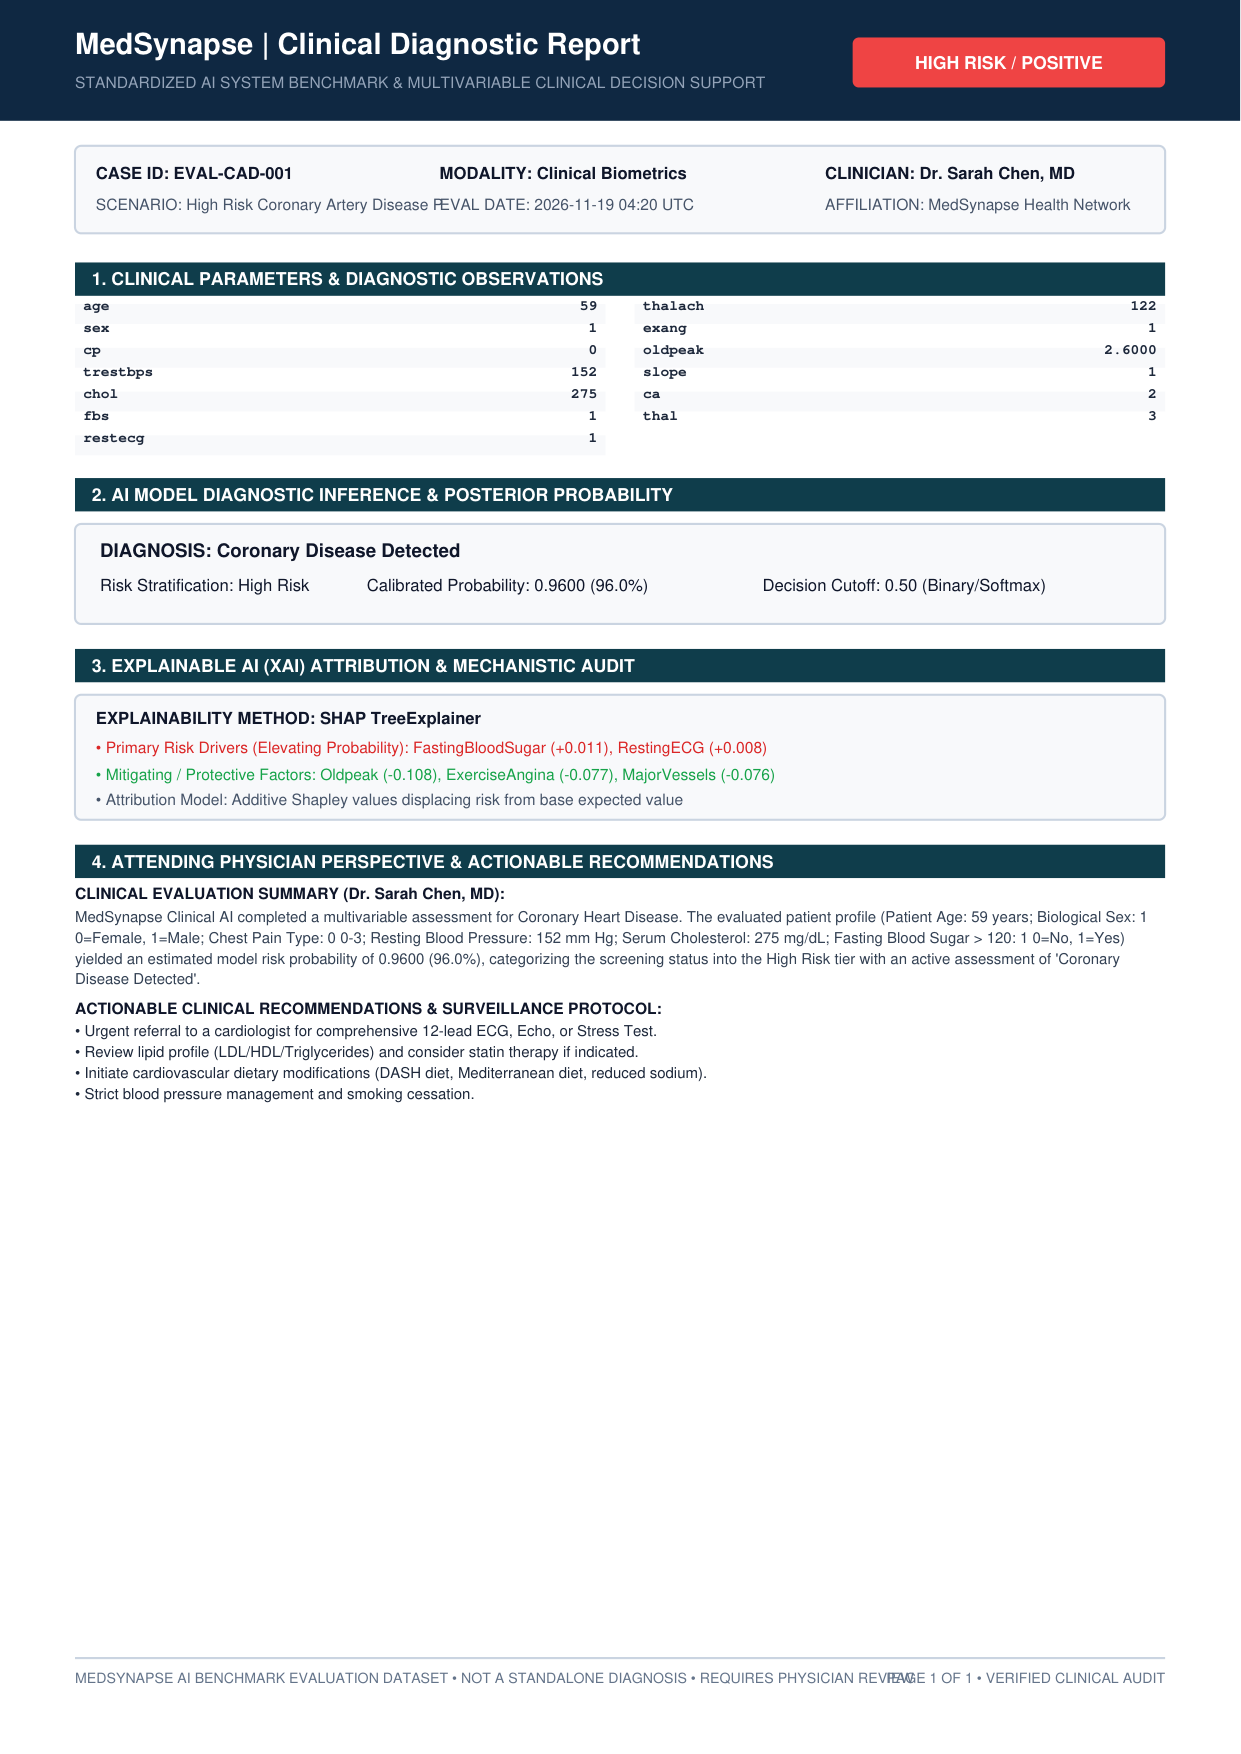 MedSynapse | Clinical Diagnostic Report
STANDARDIZED AI SYSTEM BENCHMARK & MULTIVARIABLE CLINICAL DECISION SUPPORT
HIGH RISK / POSITIVE
CASE ID: EVAL-CAD-001 MODALITY: Clinical Biometrics CLINICIAN: Dr. Sarah Chen, MD
SCENARIO: High Risk Coronary Artery Disease EVAL DATE: 2026-11-19 04:20 UTC AFFILIATION: MedSynapse Health Network
1. CLINICAL PARAMETERS & DIAGNOSTIC OBSERVATIONS
age 59 thalach 122
sex 1 exang 1
cp 0 oldpeak 2.6000
trestbps 152 slope 1
chol 275 ca 2
fbs 1 thal 3
restecg 1
2. AI MODEL DIAGNOSTIC INFERENCE & POSTERIOR PROBABILITY
DIAGNOSIS: Coronary Disease Detected
Risk Stratification: High Risk Calibrated Probability: 0.9600 (96.0%) Decision Cutoff: 0.50 (Binary/Softmax)
3. EXPLAINABLE AI (XAI) ATTRIBUTION & MECHANISTIC AUDIT
EXPLAINABILITY METHOD: SHAP TreeExplainer
• Primary Risk Drivers (Elevating Probability): FastingBloodSugar (+0.011), RestingECG (+0.008)
• Mitigating / Protective Factors: Oldpeak (-0.108), ExerciseAngina (-0.077), MajorVessels (-0.076)
• Attribution Model: Additive Shapley values displacing risk from base expected value
4. ATTENDING PHYSICIAN PERSPECTIVE & ACTIONABLE RECOMMENDATIONS
CLINICAL EVALUATION SUMMARY (Dr. Sarah Chen, MD):
MedSynapse Clinical AI completed a multivariable assessment for Coronary Heart Disease. The evaluated patient profile (Patient Age: 59 years; Biological Sex: 1
0=Female, 1=Male; Chest Pain Type: 0 0-3; Resting Blood Pressure: 152 mm Hg; Serum Cholesterol: 275 mg/dL; Fasting Blood Sugar > 120: 1 0=No, 1=Yes)
yielded an estimated model risk probability of 0.9600 (96.0%), categorizing the screening status into the High Risk tier with an active assessment of 'Coronary
Disease Detected'.
ACTIONABLE CLINICAL RECOMMENDATIONS & SURVEILLANCE PROTOCOL:
• Urgent referral to a cardiologist for comprehensive 12-lead ECG, Echo, or Stress Test.
• Review lipid profile (LDL/HDL/Triglycerides) and consider statin therapy if indicated.
• Initiate cardiovascular dietary modifications (DASH diet, Mediterranean diet, reduced sodium).
• Strict blood pressure management and smoking cessation.
MEDSYNAPSE AI BENCHMARK EVALUATION DATASET • NOT A STANDALONE DIAGNOSIS • REQUIRES PHYSICIAN REVIEW PAGE 1 OF 1 • VERIFIED CLINICAL AUDIT